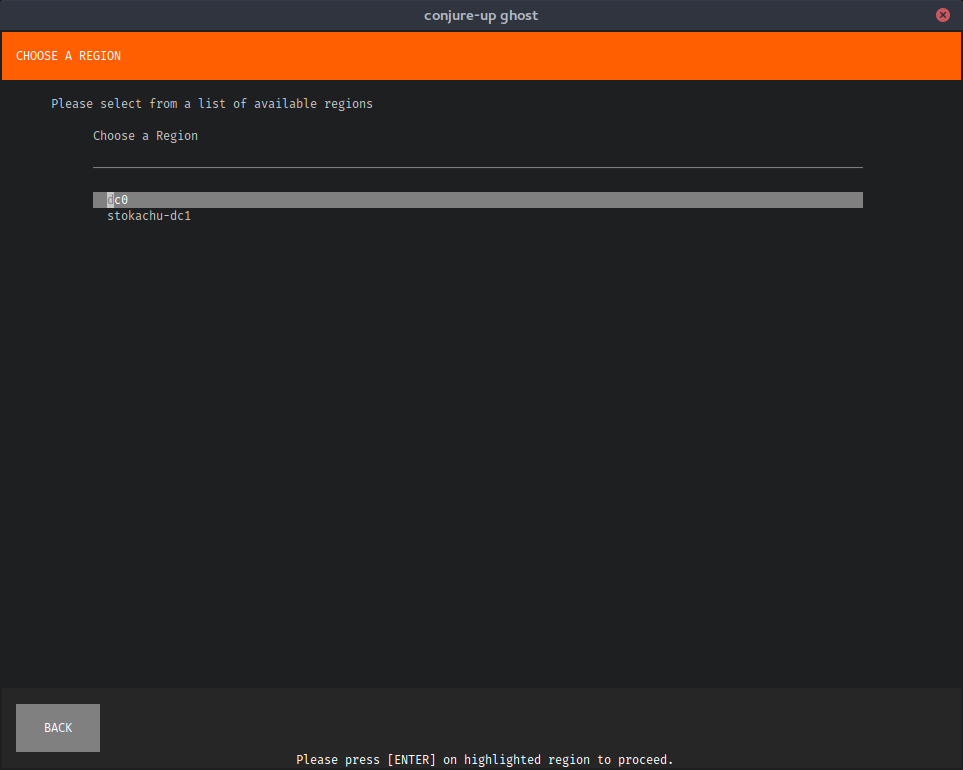 conjure-up ghost
CHOOSE A REGION
Please select from a list of available regions
Choose a Region
dc0
stokachu-dc1
BACK
Please press [ENTER] on highlighted region to proceed.